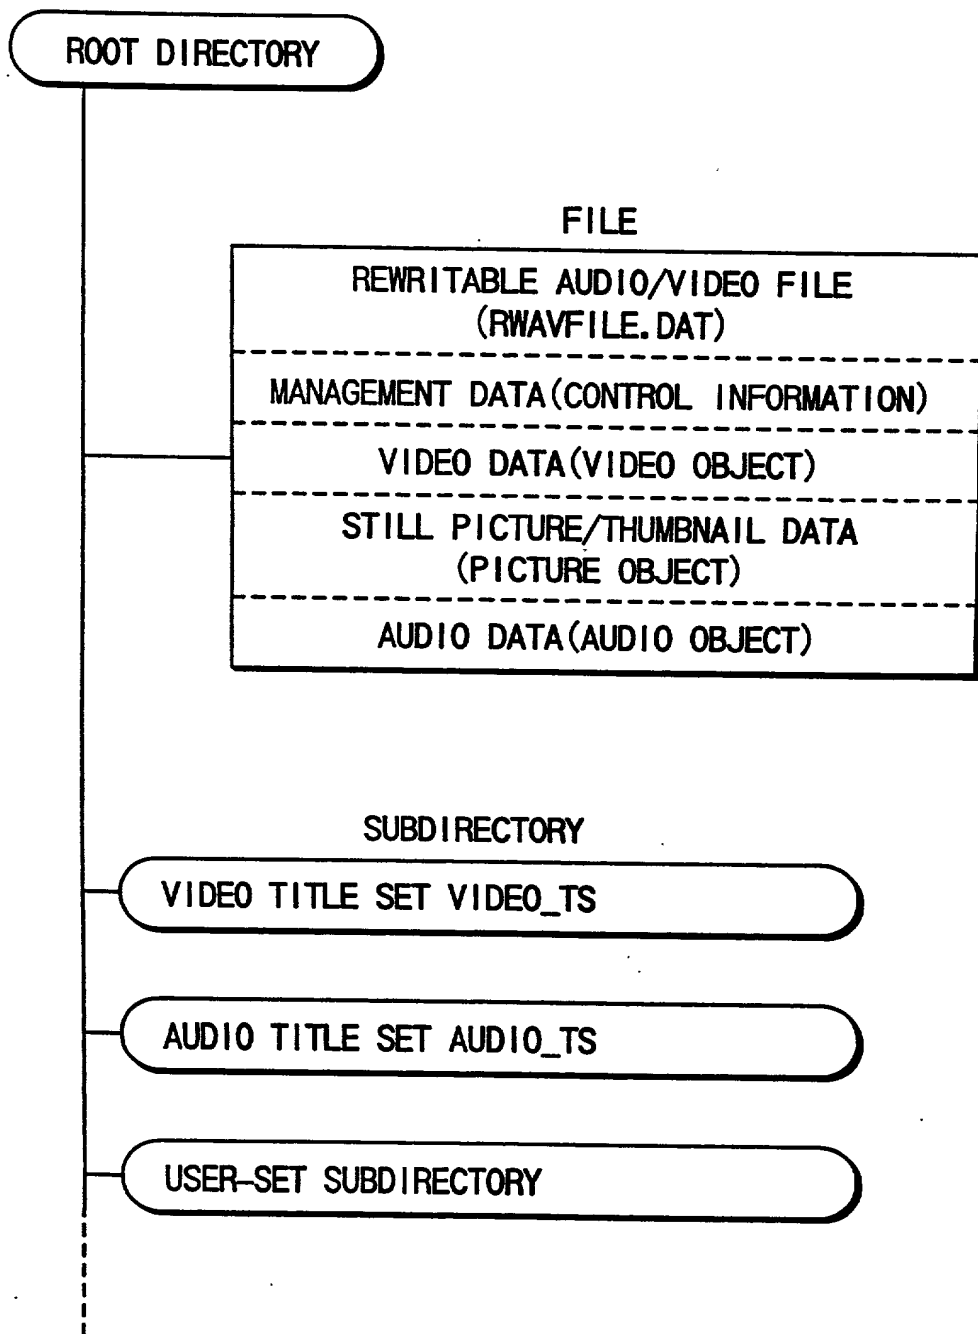 ROOT DIRECTORY
FILE
REWRITABLE AUDIO/VIDEO FILE
(RWAVFILE.DAT)
MANAGEMENT DATA(CONTROL INFORMATION)
VIDEO DATA(VIDEO OBJECT)
STILL PICTURE/THUMBNAIL DATA
(PICTURE OBJECT)
AUDIO DATA(AUDIO OBJECT)
SUBDIRECTORY
VIDEO TITLE SET VIDEO_TS
AUDIO TITLE SET AUDIO_TS
USER-SET SUBDIRECTORY